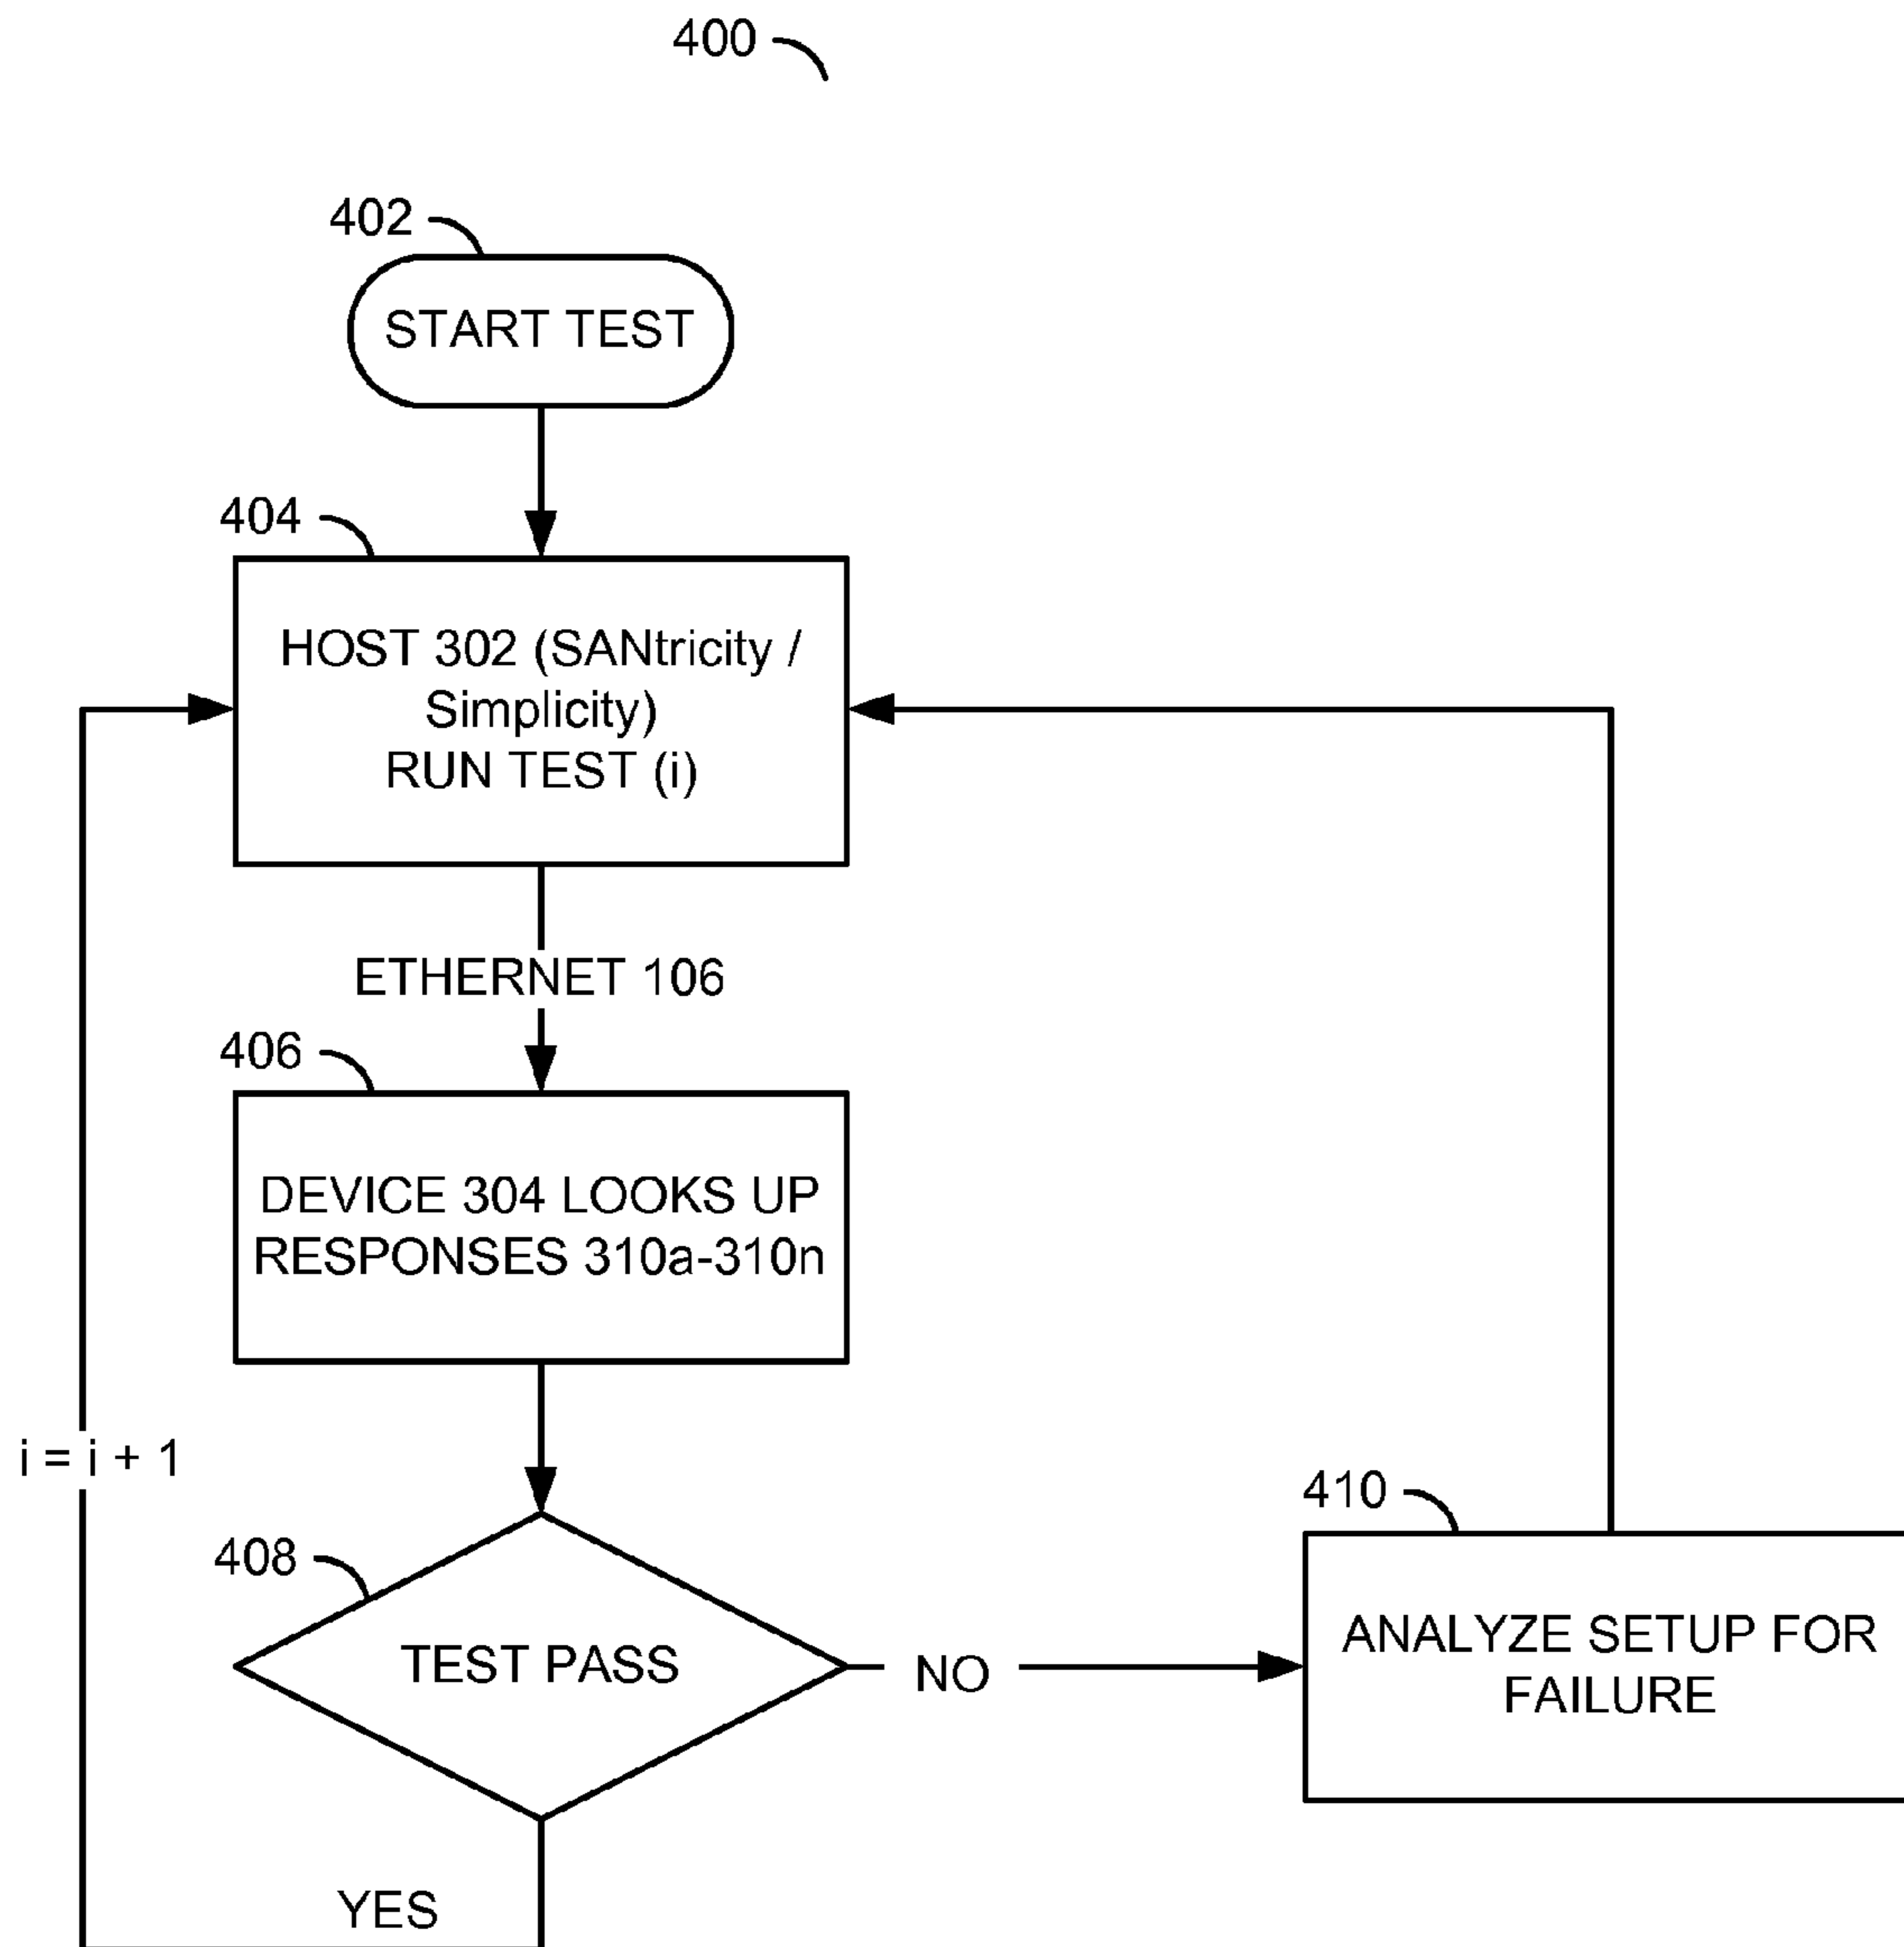 400
402
START TEST
404
HOST 302 (SANtricity /
Simplicity)
RUN TEST (i)
ETHERNET 106
406
DEVICE 304 LOOKS UP
RESPONSES 310a-310n
i = i + 1
408
TEST PASS
NO
410
ANALYZE SETUP FOR
FAILURE
YES